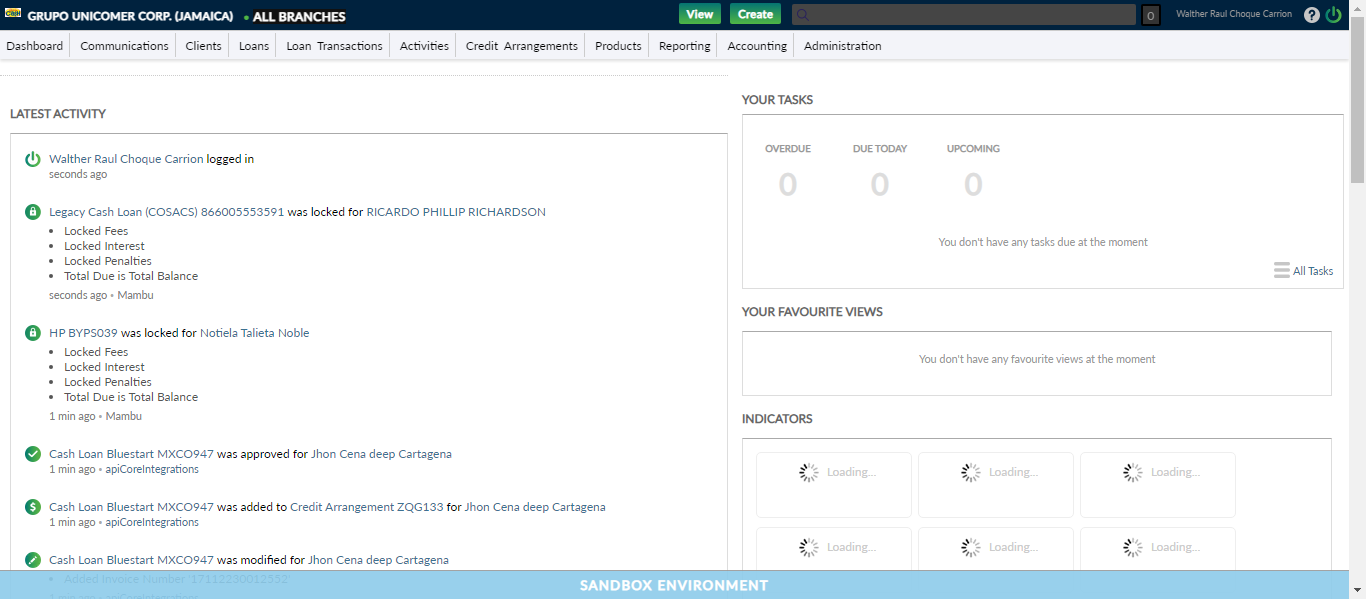 CASH
GRUPO UNICOMER CORP. (JAMAICA) • ALL BRANCHES
View
Create
0
Walther Raul Choque Carrion
?
Dashboard
Communications
Clients
Loans
Loan Transactions
Activities
Credit Arrangements
Products
Reporting
Accounting
Administration
LATEST ACTIVITY
Walther Raul Choque Carrion logged in
seconds ago
Legacy Cash Loan (COSACS) 866005553591 was locked for RICARDO PHILLIP RICHARDSON
• Locked Fees
• Locked Interest
• Locked Penalties
• Total Due is Total Balance
seconds ago • Mambu
HP BYPS039 was locked for Notiela Talieta Noble
• Locked Fees
• Locked Interest
• Locked Penalties
• Total Due is Total Balance
1 min ago • Mambu
Cash Loan Bluestart MXCO947 was approved for Jhon Cena deep Cartagena
1 min ago • apiCoreIntegrations
$
Cash Loan Bluestart MXCO947 was added to Credit Arrangement ZQG133 for Jhon Cena deep Cartagena
1 min ago • apiCoreIntegrations
Cash Loan Bluestart MXCO947 was modified for Jhon Cena deep Cartagena
• Added Invoice Number '17112230012552'
1 min ago • apiCoreIntegrations
YOUR TASKS
OVERDUE
DUE TODAY
UPCOMING
0
0
0
You don't have any tasks due at the moment
All Tasks
YOUR FAVOURITE VIEWS
You don't have any favourite views at the moment
INDICATORS
Loading...
Loading...
Loading...
Loading...
Loading...
Loading...
SANDBOX ENVIRONMENT